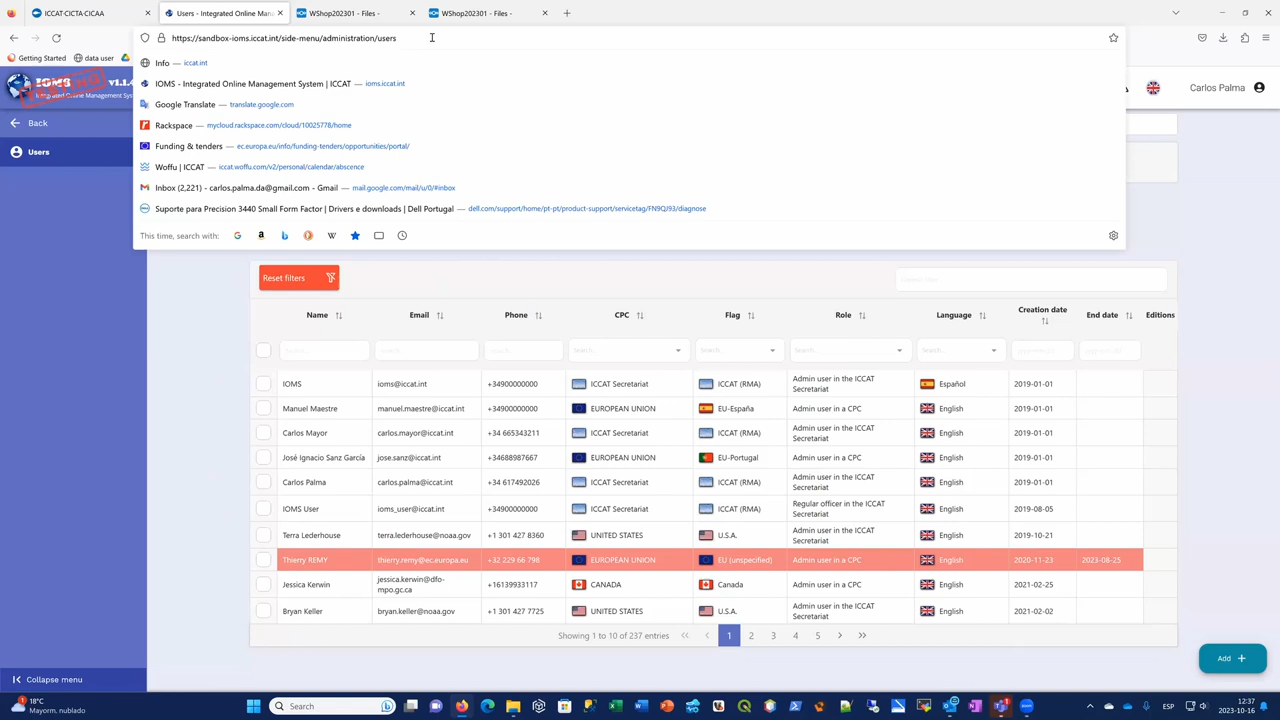 ICCAT·CICTA·CICAA
Users - Integrated Online Mana
WShop202301 - Files -
WShop202301 - Files -
https://sandbox-ioms.iccat.int/side-menu/administration/users
Getting Started
data user
Info — iccat.int
IOMS - Integrated Online Management System | ICCAT — ioms.iccat.int
Google Translate — translate.google.com
Rackspace — mycloud.rackspace.com/cloud/10025778/home
Funding & tenders — ec.europa.eu/info/funding-tenders/opportunities/portal/
Woffu | ICCAT — iccat.woffu.com/v2/personal/calendar/abscence
Inbox (2,221) - carlos.palma.da@gmail.com - Gmail — mail.google.com/mail/u/0/#inbox
Suporte para Precision 3440 Small Form Factor | Drivers e downloads | Dell Portugal — dell.com/support/home/pt-pt/product-support/servicetag/FN9QJ93/diagnose
This time, search with:
IOMS v1.1.4
Integrated Online Management Sys
Carlos Palma
Back
Users
Reset filters
Name Email Phone CPC Flag Role Language Creation date End date Editions
Search... Search... Search... Search...
IOMS ioms@iccat.int +34900000000 ICCAT Secretariat ICCAT (RMA) Admin user in the ICCAT Secretariat Español 2019-01-01
Manuel Maestre manuel.maestre@iccat.int +34900000000 EUROPEAN UNION EU-España Admin user in a CPC English 2019-01-01
Carlos Mayor carlos.mayor@iccat.int +34 665343211 ICCAT Secretariat ICCAT (RMA) Admin user in the ICCAT Secretariat English 2019-01-01
José Ignacio Sanz García jose.sanz@iccat.int +34688987667 EUROPEAN UNION EU-Portugal Admin user in a CPC English 2019-01-01
Carlos Palma carlos.palma@iccat.int +34 617492026 ICCAT Secretariat ICCAT (RMA) Admin user in the ICCAT Secretariat English 2019-01-01
IOMS User ioms_user@iccat.int +34900000000 ICCAT Secretariat ICCAT (RMA) Regular officer in the ICCAT Secretariat English 2019-08-05
Terra Lederhouse terra.lederhouse@noaa.gov +1 301 427 8360 UNITED STATES U.S.A. Admin user in the ICCAT Secretariat English 2019-10-21
Thierry REMY thierry.remy@ec.europa.eu +32 229 66 798 EUROPEAN UNION EU (unspecified) Admin user in a CPC English 2020-11-23 2023-08-25
Jessica Kerwin jessica.kerwin@dfo-mpo.gc.ca +16139933117 CANADA Canada Admin user in a CPC English 2021-02-25
Bryan Keller bryan.keller@noaa.gov +1 301 427 7725 UNITED STATES U.S.A. Admin user in the ICCAT Secretariat English 2021-02-02
Showing 1 to 10 of 237 entries 1 2 3 4 5
Add +
Collapse menu
18°C
Mayorm. nublado
Search
ESP
12:37
2023-10-16